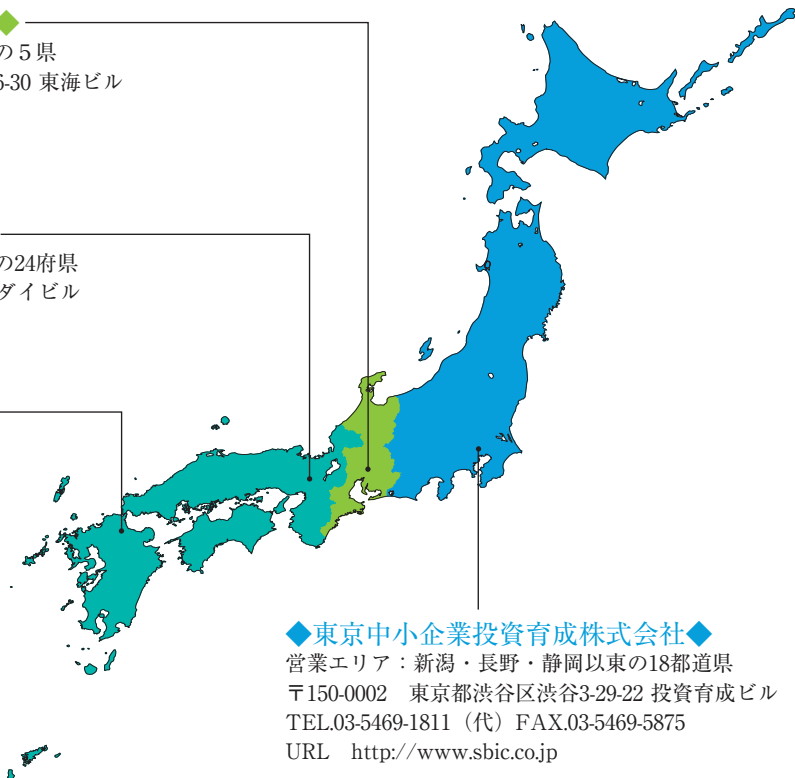 ◆
の５県
6-30 東海ビル
の24府県
ダイビル
◆東京中小企業投資育成株式会社◆
営業エリア：新潟・長野・静岡以東の18都道県
〒150-0002　東京都渋谷区渋谷3-29-22 投資育成ビル
TEL.03-5469-1811（代）FAX.03-5469-5875
URL　http://www.sbic.co.jp